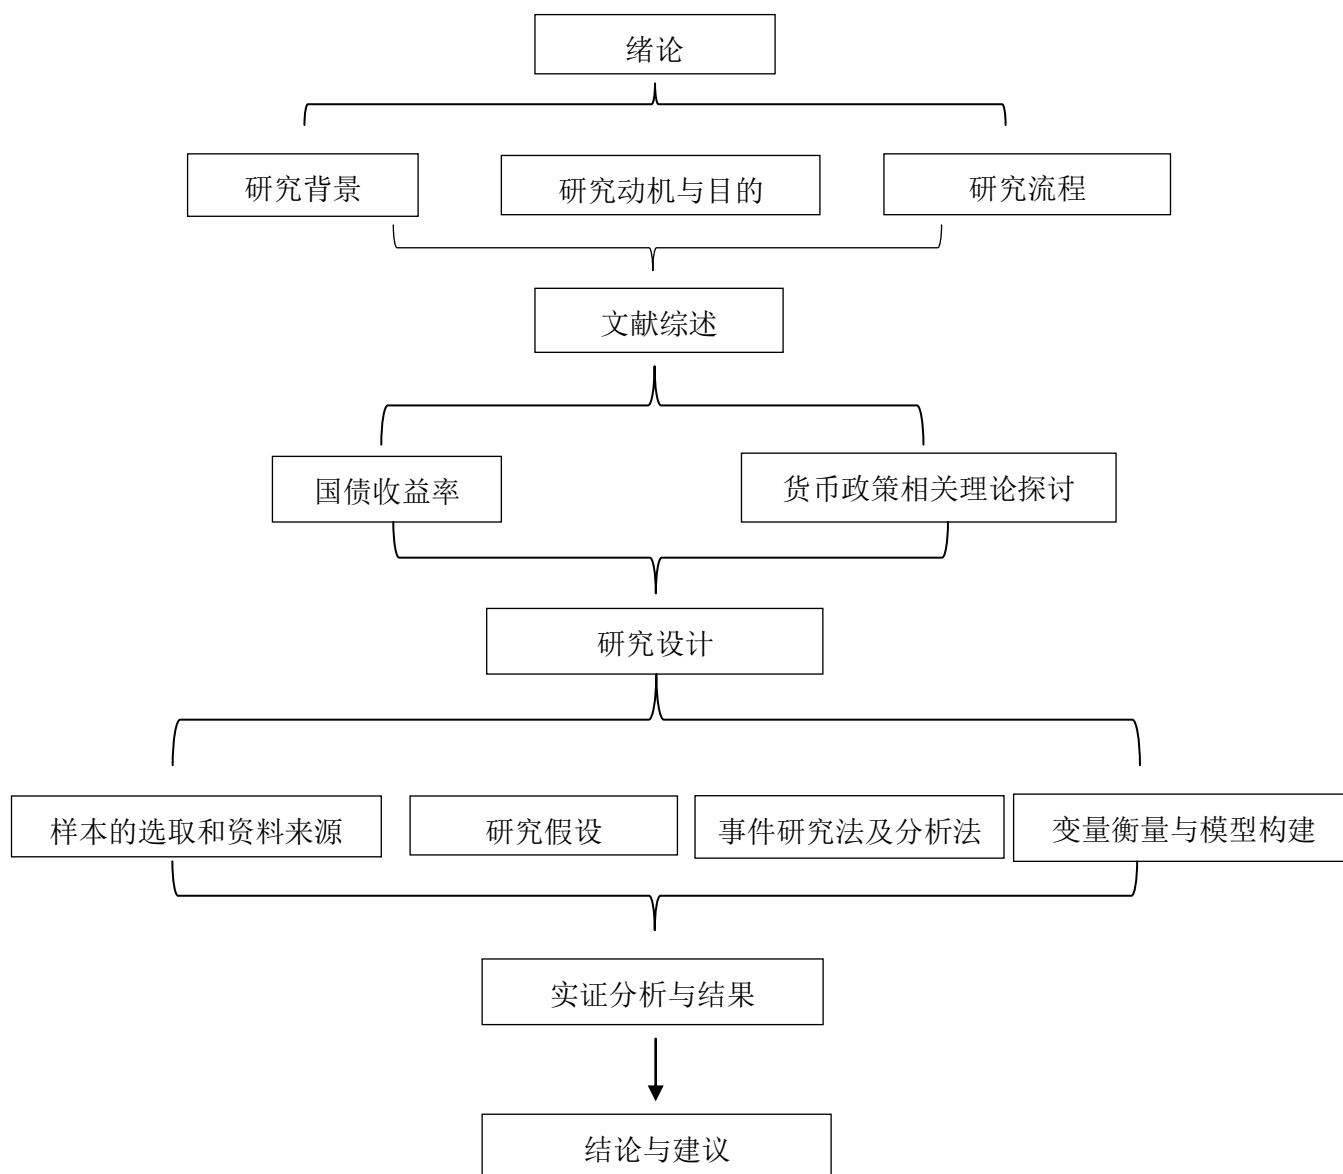 绪论
研究背景
研究动机与目的
研究流程
文献综述
国债收益率
货币政策相关理论探讨
研究设计
样本的选取和资料来源
研究假设
事件研究法及分析法
变量衡量与模型构建
实证分析与结果
结论与建议